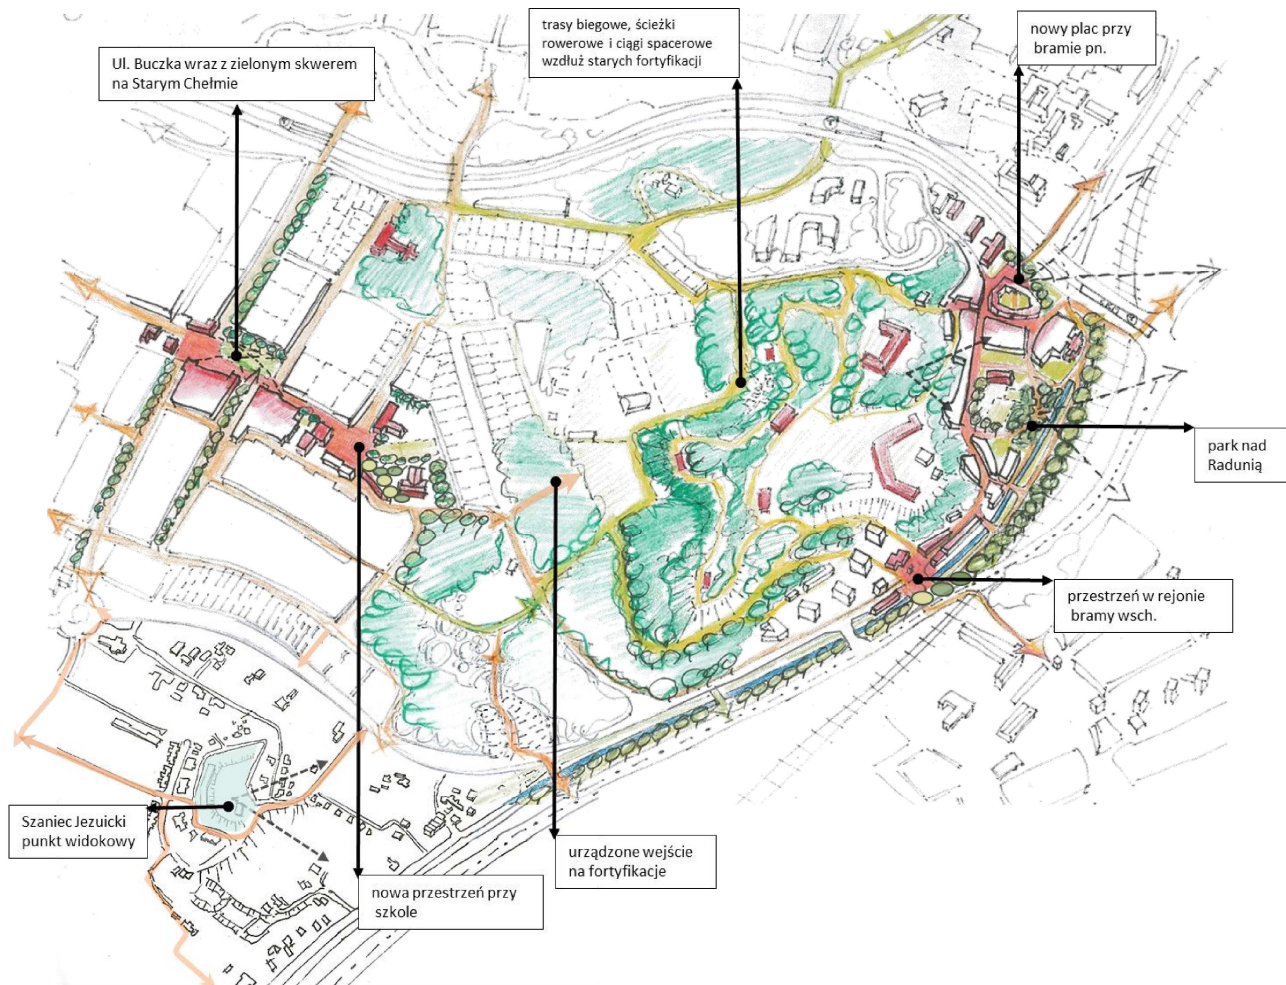 trasy biegowe, ścieżki
rowerowe i ciągi spacerowe
wzdłuż starych fortyfikacji
nowy plac przy
bramie pn.
Ul. Buczka wraz z zielonym skwerem
na Starym Chełmie
park nad
Radunią
przestrzeń w rejonie
bramy wsch.
Szaniec Jezuicki
punkt widokowy
urządzone wejście
na fortyfikacje
nowa przestrzeń przy
szkole